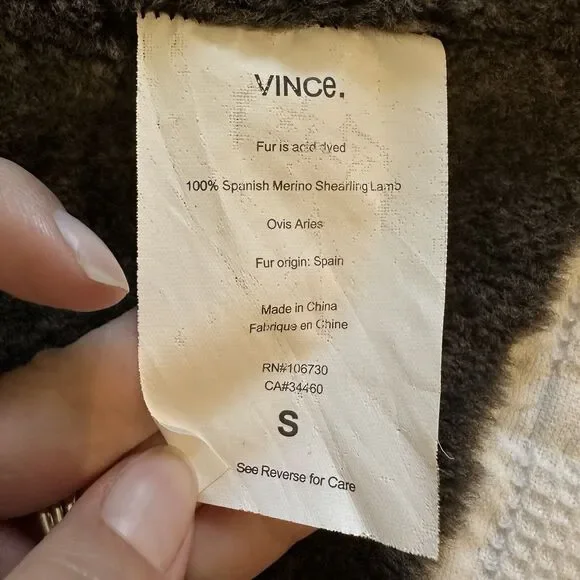 VINCe.
Fur is acid dyed
100% Spanish Merino Shearling Lamb
Ovis Aries
Fur origin: Spain
Made in China
Fabrique en Chine
RN#106730
CA#34460
S
See Reverse for Care